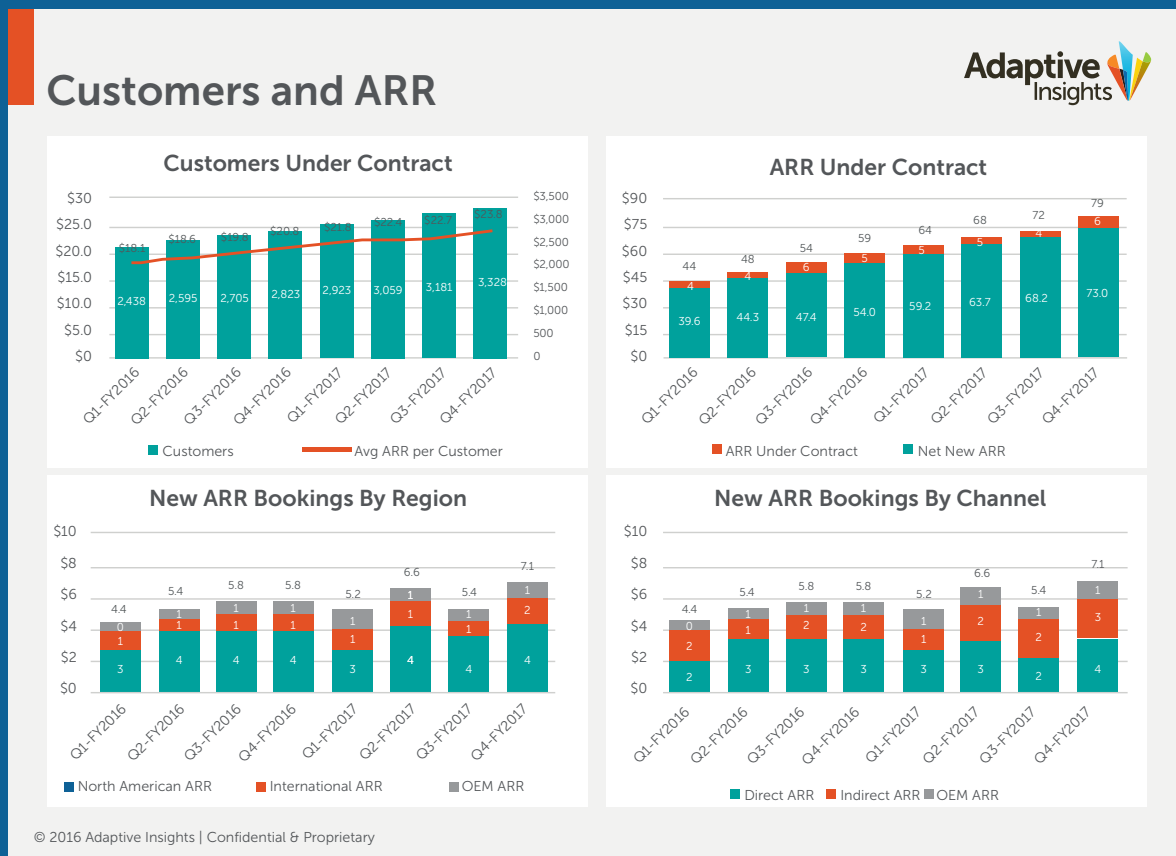 Customers and ARR
Adaptive
Insights
Customers Under Contract
$30
$25.0
$20.0
$15.0
$10.0
$5.0
$0
$3,500
$3,000
$2,500
$2,000
$1,500
$1,000
500
0
$18.1 $18.6 $19.8 $20.8 $21.8 $22.4 $22.7 $23.8
2,438 2,595 2,705 2,823 2,923 3,059 3,181 3,328
Q1-FY2016 Q2-FY2016 Q3-FY2016 Q4-FY2016 Q1-FY2017 Q2-FY2017 Q3-FY2017 Q4-FY2017
Customers Avg ARR per Customer
ARR Under Contract
$90
$75
$60
$45
$30
$15
$0
44 48 54 59 64 68 72 79
4 4 6 5 5 5 4 6
39.6 44.3 47.4 54.0 59.2 63.7 68.2 73.0
Q1-FY2016 Q2-FY2016 Q3-FY2016 Q4-FY2016 Q1-FY2017 Q2-FY2017 Q3-FY2017 Q4-FY2017
ARR Under Contract Net New ARR
New ARR Bookings By Region
$10
$8
$6
$4
$2
$0
4.4 5.4 5.8 5.8 5.2 6.6 5.4 7.1
0 1 1 1 1 1 1 1
1 1 1 1 1 1 1 2
3 4 4 4 3 4 4 4
Q1-FY2016 Q2-FY2016 Q3-FY2016 Q4-FY2016 Q1-FY2017 Q2-FY2017 Q3-FY2017 Q4-FY2017
North American ARR International ARR OEM ARR
New ARR Bookings By Channel
$10
$8
$6
$4
$2
$0
4.4 5.4 5.8 5.8 5.2 6.6 5.4 7.1
0 1 1 1 1 1 1 1
2 1 2 2 1 2 2 3
2 3 3 3 3 3 2 4
Q1-FY2016 Q2-FY2016 Q3-FY2016 Q4-FY2016 Q1-FY2017 Q2-FY2017 Q3-FY2017 Q4-FY2017
Direct ARR Indirect ARR OEM ARR
© 2016 Adaptive Insights | Confidential & Proprietary